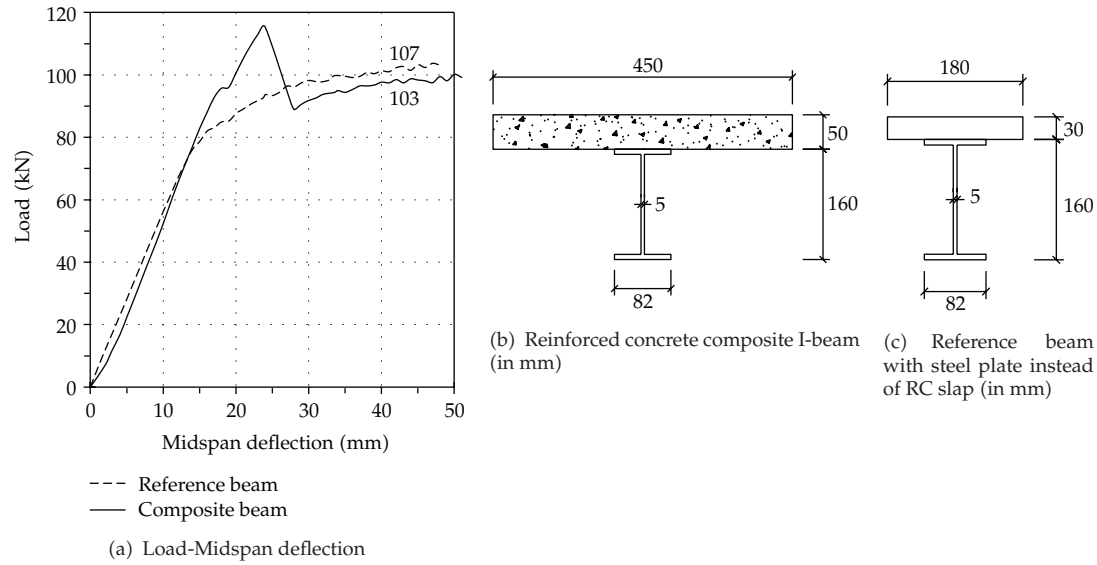 120
100
80
60
40
20
0
Load (kN)
107
103
0 10 20 30 40 50
Midspan deflection (mm)
Reference beam
Composite beam
(a) Load-Midspan deflection
450
50
160
5
82
(b) Reinforced concrete composite I-beam
(in mm)
180
30
160
5
82
(c) Reference beam
with steel plate instead
of RC slap (in mm)